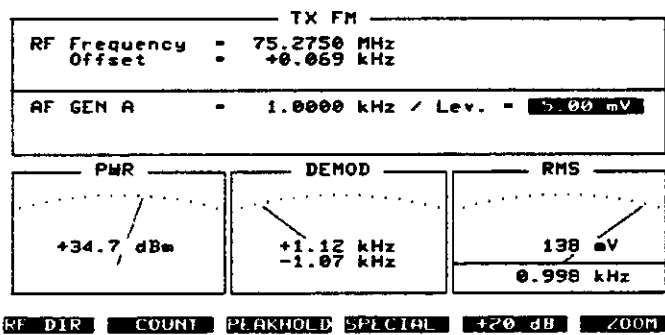 TX FM
RF Frequency = 75.2750 MHz
Offset = +0.069 kHz
AF GEN A = 1.0000 kHz / Lev. = 5.00 mV
PWR DEMOD RMS
+34.7 dBm
+1.12 kHz
-1.07 kHz
138 mV
0.998 kHz
RF DIR COUNT PEAKHOLD SPECIAL +20 dB ZOOM